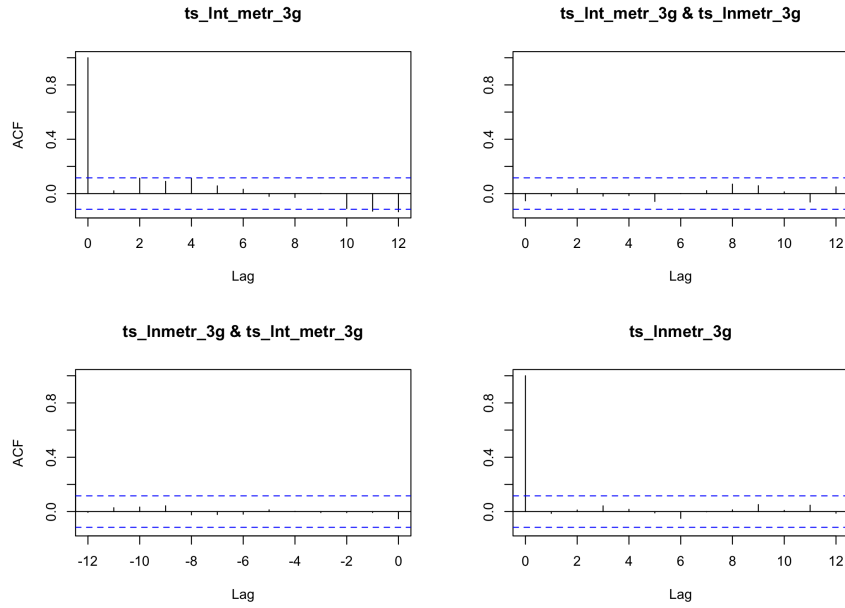 ts_lnt_metr_3g
ts_lnt_metr_3g & ts_lnmetr_3g
ACF
0.0 0.4 0.8
0 2 4 6 8 10 12
Lag
0.0 0.4 0.8
0 2 4 6 8 10 12
Lag
ts_lnmetr_3g & ts_lnt_metr_3g
ts_lnmetr_3g
ACF
0.0 0.4 0.8
-12 -10 -8 -6 -4 -2 0
Lag
0.0 0.4 0.8
0 2 4 6 8 10 12
Lag